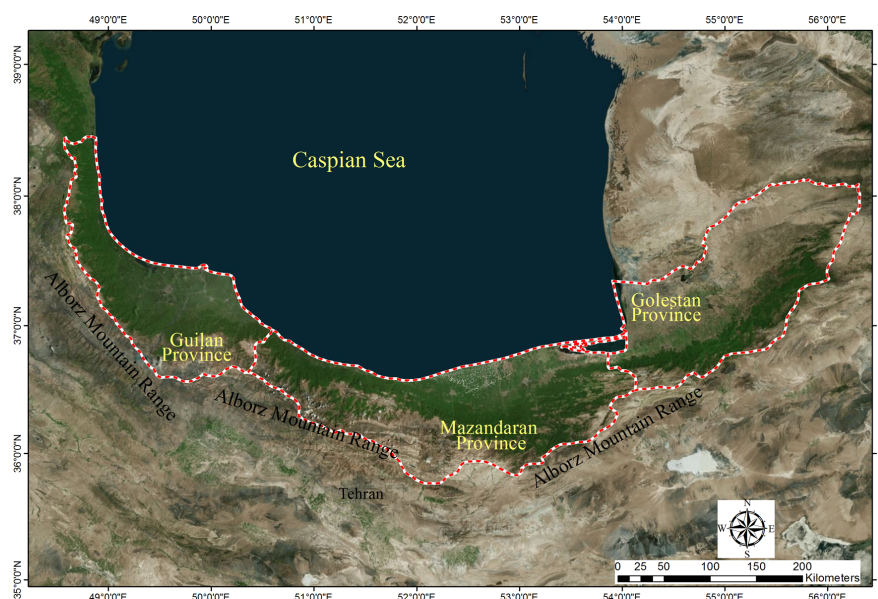 49°0'0"E 50°0'0"E 51°0'0"E 52°0'0"E 53°0'0"E 54°0'0"E 55°0'0"E 56°0'0"E
39°0'0"N
38°0'0"N
37°0'0"N
36°0'0"N
35°0'0"N
Caspian Sea
Golestan
Province
Guilan
Province
Alborz Mountain Range
Alborz Mountain Range
Mazandaran
Province
Alborz Mountain Range
Tehran
N
W E
S
0 25 50 100 150 200
Kilometers
49°0'0"E 50°0'0"E 51°0'0"E 52°0'0"E 53°0'0"E 54°0'0"E 55°0'0"E 56°0'0"E